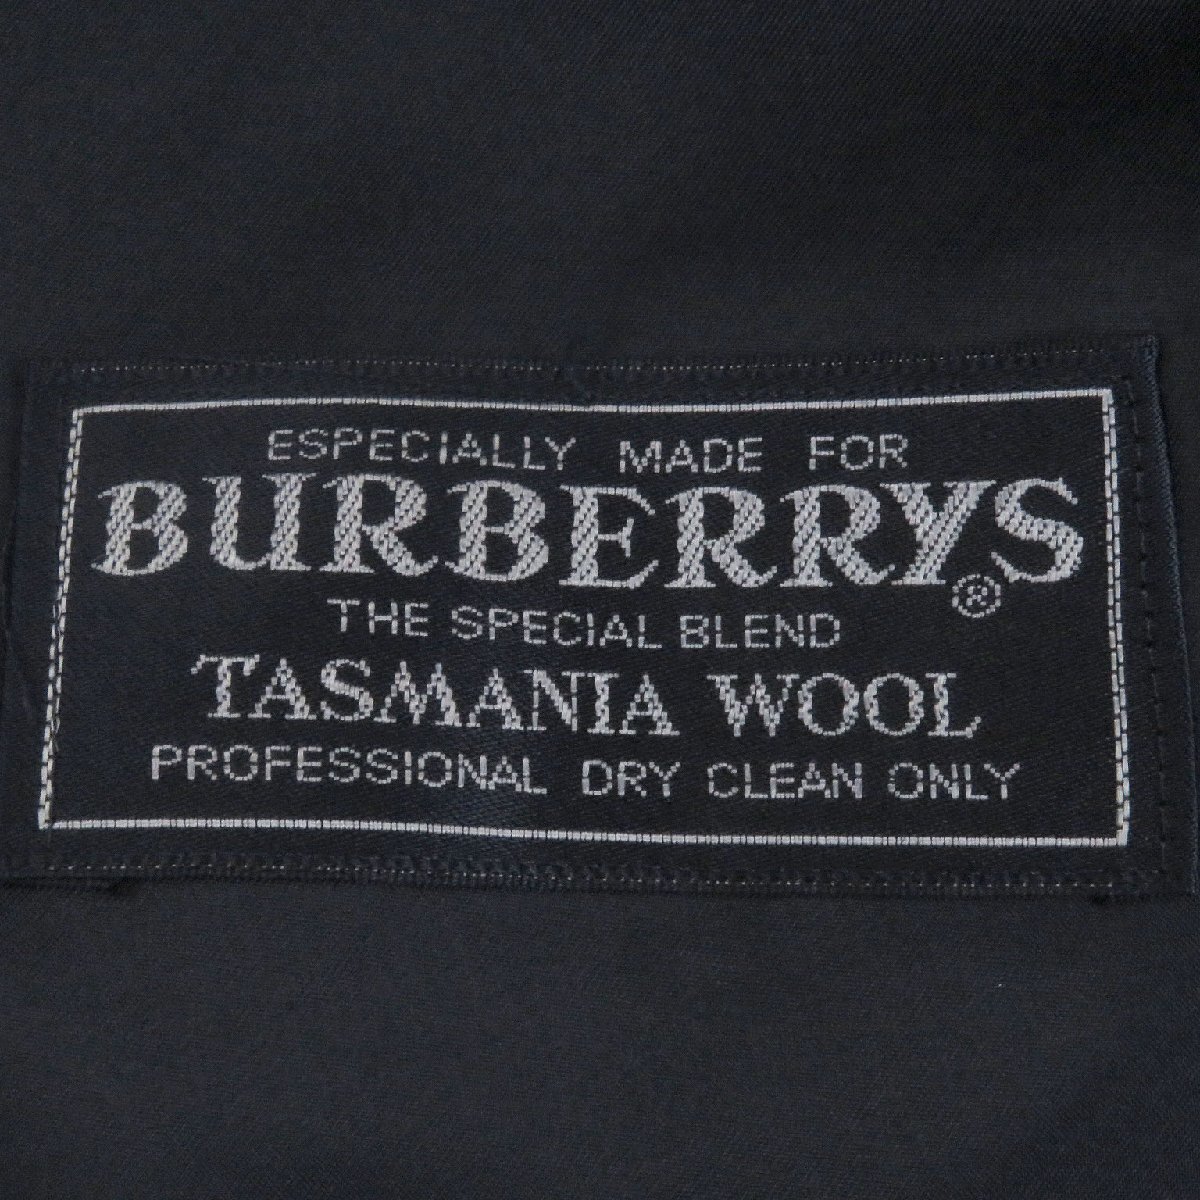 ESPECIALLY MADE FOR
BURBERRYS®
THE SPECIAL BLEND
TASMANIA WOOL
PROFESSIONAL DRY CLEAN ONLY